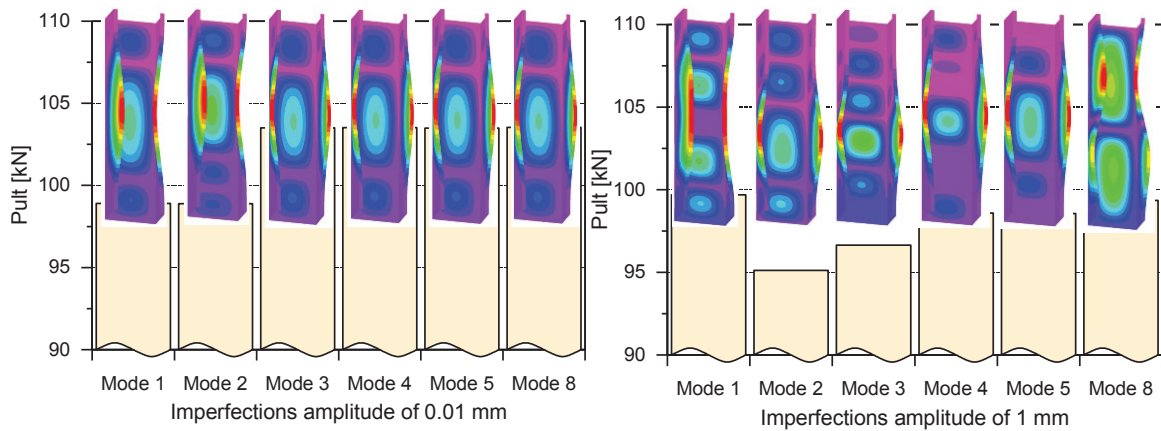 Pult [kN]
110
105
100
95
90
Mode 1 Mode 2 Mode 3 Mode 4 Mode 5 Mode 8
Imperfections amplitude of 0.01 mm
Pult [kN]
110
105
100
95
90
Mode 1 Mode 2 Mode 3 Mode 4 Mode 5 Mode 8
Imperfections amplitude of 1 mm